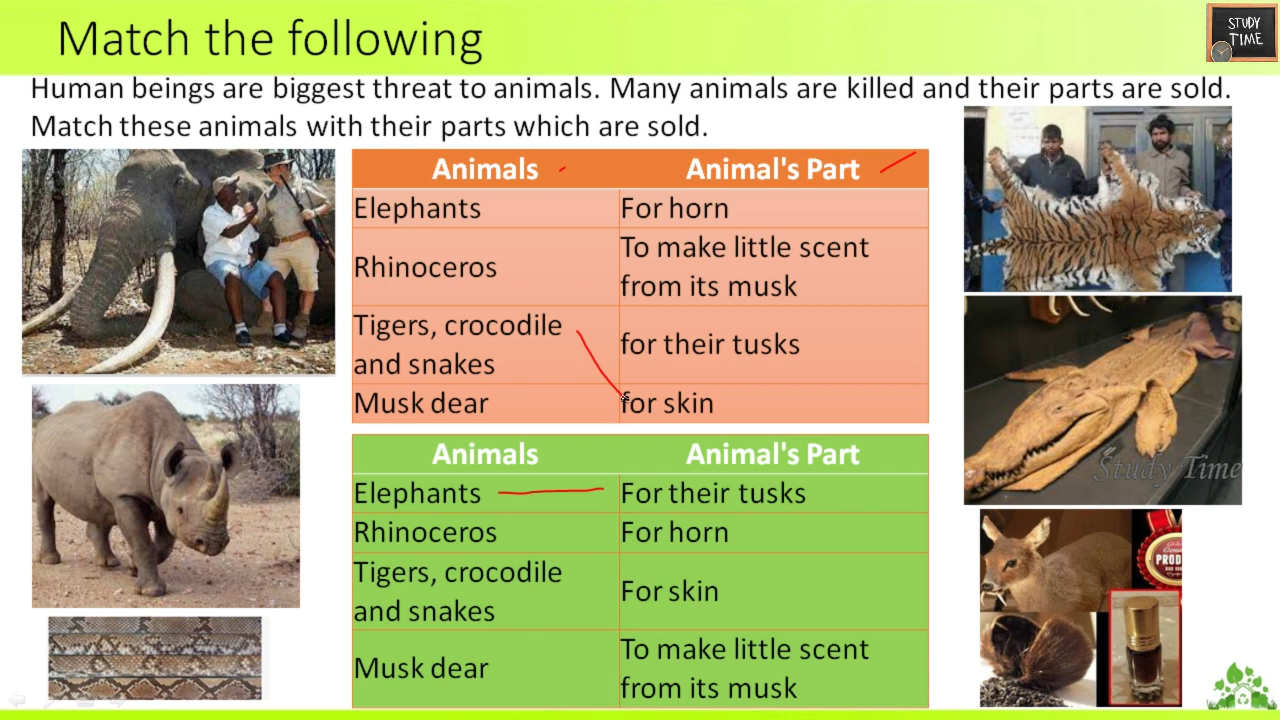 Match the following
STUDY
TIME
Human beings are biggest threat to animals. Many animals are killed and their parts are sold.
Match these animals with their parts which are sold.
Animals
Animal's Part
Elephants
For horn
Rhinoceros
To make little scent
from its musk
Tigers, crocodile
and snakes
for their tusks
Musk dear
for skin
Animals
Animal's Part
Elephants
For their tusks
Rhinoceros
For horn
Tigers, crocodile
and snakes
For skin
Musk dear
To make little scent
from its musk
Study Time
PROD